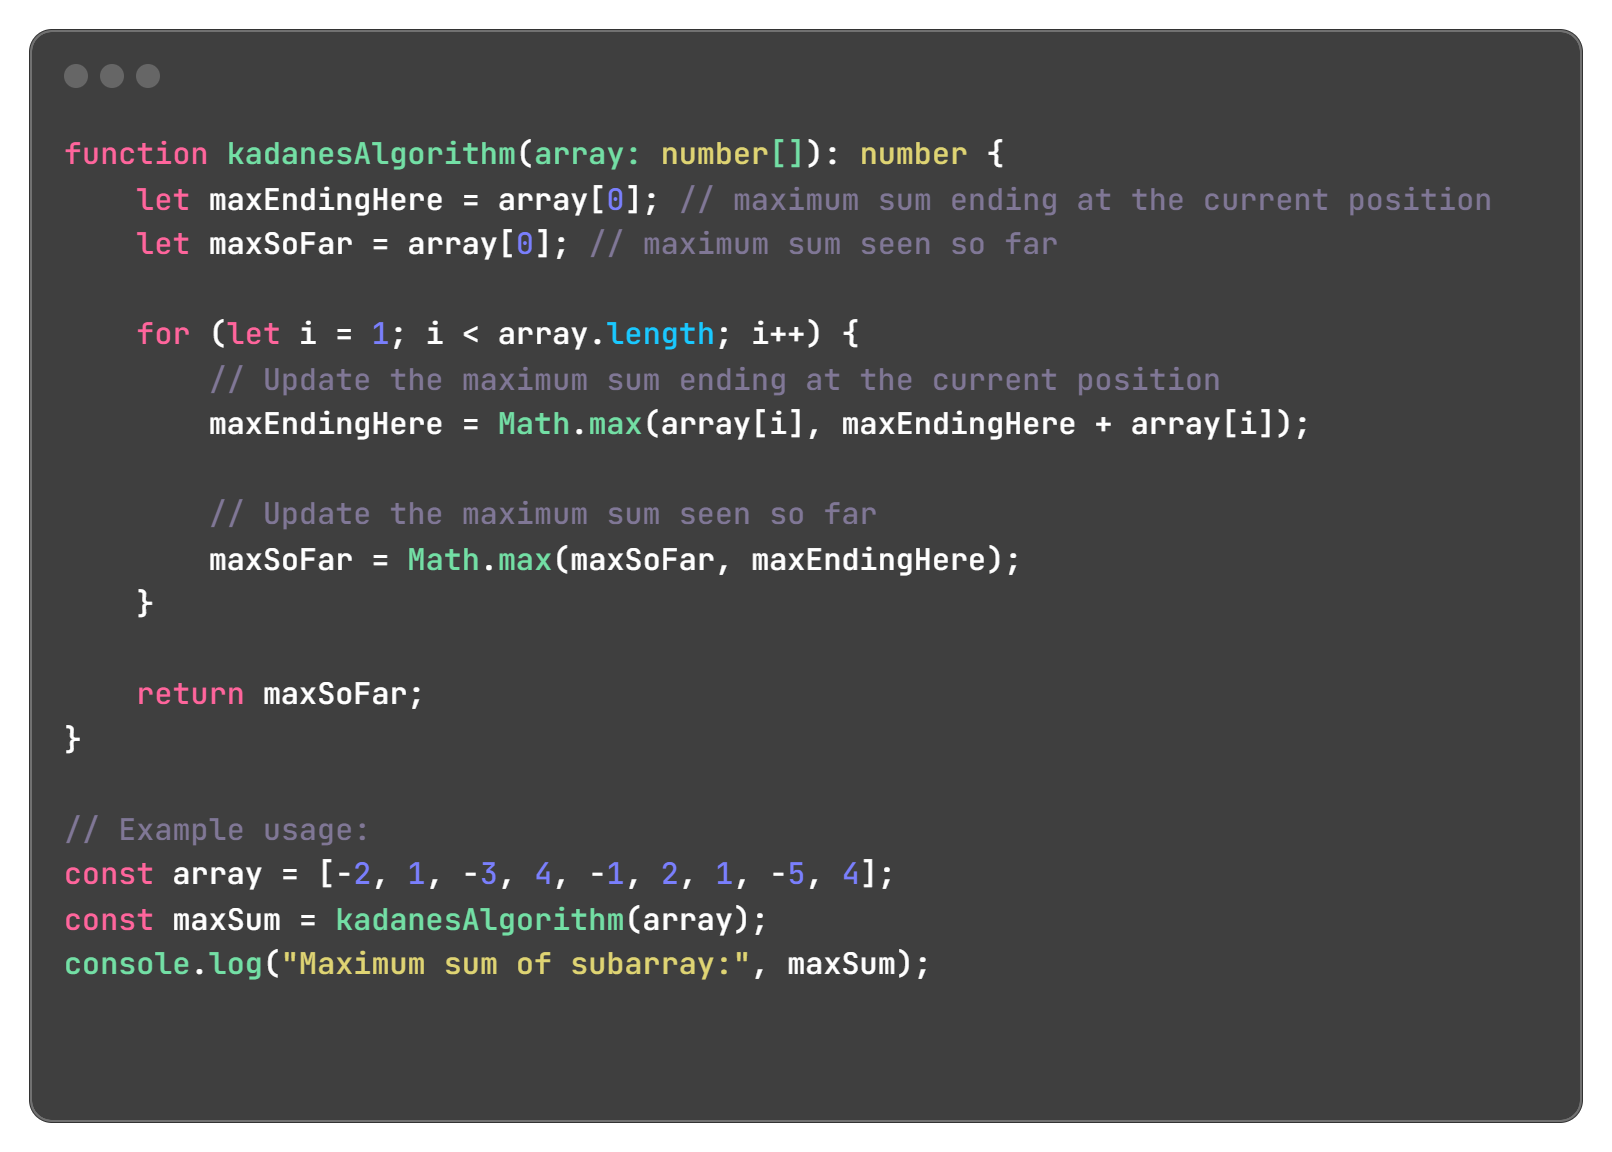 function kadanesAlgorithm(array: number[]): number {
    let maxEndingHere = array[0]; // maximum sum ending at the current position
    let maxSoFar = array[0]; // maximum sum seen so far

    for (let i = 1; i < array.length; i++) {
        // Update the maximum sum ending at the current position
        maxEndingHere = Math.max(array[i], maxEndingHere + array[i]);

        // Update the maximum sum seen so far
        maxSoFar = Math.max(maxSoFar, maxEndingHere);
    }

    return maxSoFar;
}

// Example usage:
const array = [-2, 1, -3, 4, -1, 2, 1, -5, 4];
const maxSum = kadanesAlgorithm(array);
console.log("Maximum sum of subarray:", maxSum);